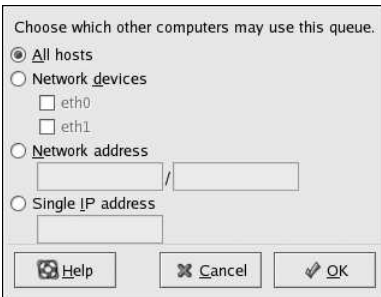 Choose which other computers may use this queue.
All hosts
Network devices
eth0
eth1
Network address
/
Single IP address
Help Cancel OK